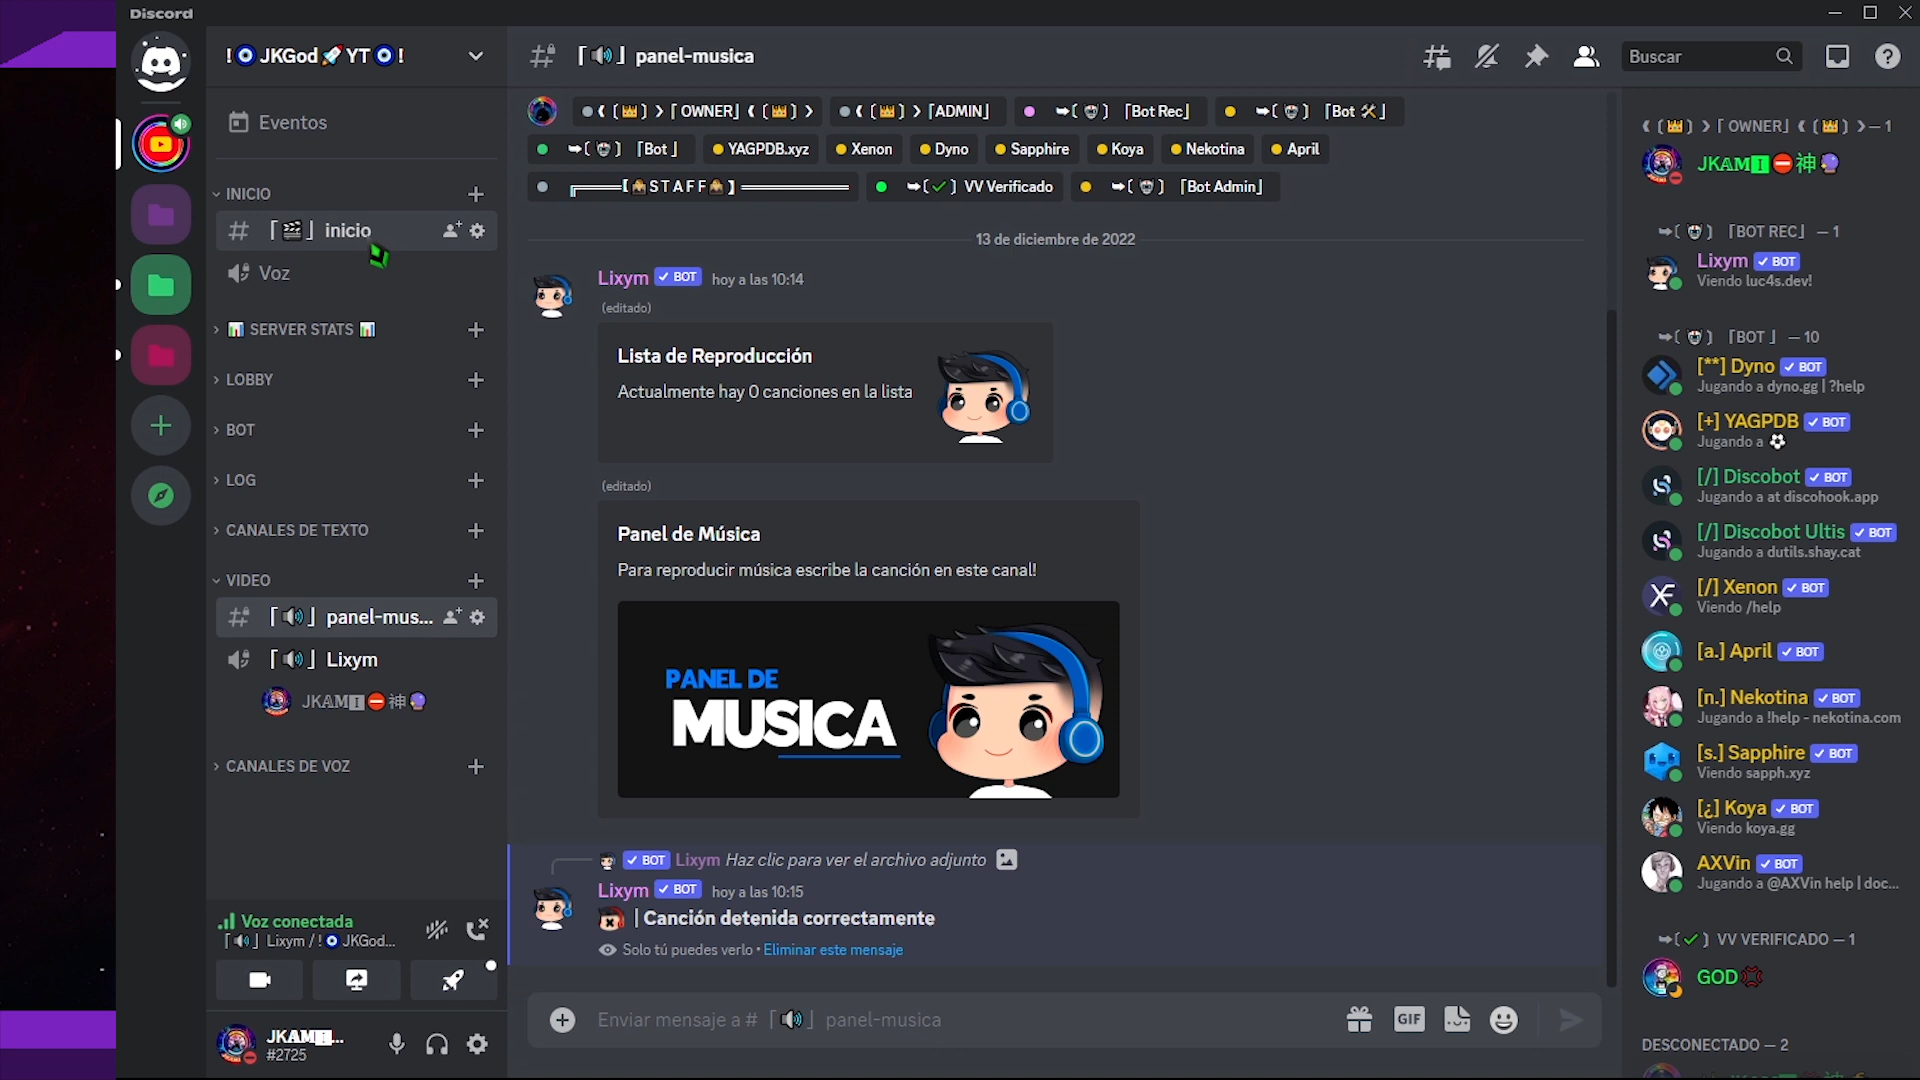 Discord
!🧿JKGod🚀YT🧿!
Eventos
INICIO
「🎬」inicio
Voz
📊 SERVER STATS 📊
LOBBY
BOT
LOG
CANALES DE TEXTO
VIDEO
「🔊」panel-mus...
「🔊」Lixym
JK𝔸𝕄🅸⛔神🔮
CANALES DE VOZ
Voz conectada
「🔊」Lixym / !🧿JKGod...
JKAM...
#2725
「🔊」panel-musica
Buscar
❰〔👑〕❱「OWNER」❰〔👑〕❱
❰〔👑〕❱「ADMIN」
➥〔🤖〕「Bot Rec」
➥〔🤖〕「Bot 🛠」
➥〔🤖〕「Bot」
YAGPDB.xyz
Xenon
Dyno
Sapphire
Koya
Nekotina
April
╔════【🙈STAFF🙈】════════
➥〔✅〕VV Verificado
➥〔🤖〕「Bot Admin」
13 de diciembre de 2022
Lixym ✓ BOT hoy a las 10:14
(editado)
Lista de Reproducción
Actualmente hay 0 canciones en la lista
(editado)
Panel de Música
Para reproducir música escribe la canción en este canal!
PANEL DE
MUSICA
✓ BOT Lixym Haz clic para ver el archivo adjunto
Lixym ✓ BOT hoy a las 10:15
| Canción detenida correctamente
Solo tú puedes verlo • Eliminar este mensaje
Enviar mensaje a # 「🔊」panel-musica
GIF
❰〔👑〕❱「OWNER」❰〔👑〕❱ — 1
JK𝔸𝕄🅸⛔神🔮
➥〔🤖〕「BOT REC」 — 1
Lixym ✓ BOT
Viendo luc4s.dev!
➥〔🤖〕「BOT」 — 10
[**] Dyno ✓ BOT
Jugando a dyno.gg | ?help
[+] YAGPDB ✓ BOT
Jugando a ⚽
[/] Discobot ✓ BOT
Jugando a at discohook.app
[/] Discobot Ultis ✓ BOT
Jugando a dutils.shay.cat
[/] Xenon ✓ BOT
Viendo /help
[a.] April ✓ BOT
[n.] Nekotina ✓ BOT
Jugando a !help - nekotina.com
[s.] Sapphire ✓ BOT
Viendo sapph.xyz
[¿] Koya ✓ BOT
Viendo koya.gg
AXVin ✓ BOT
Jugando a @AXVin help | doc...
➥〔✅〕VV VERIFICADO — 1
GOD💢
DESCONECTADO — 2